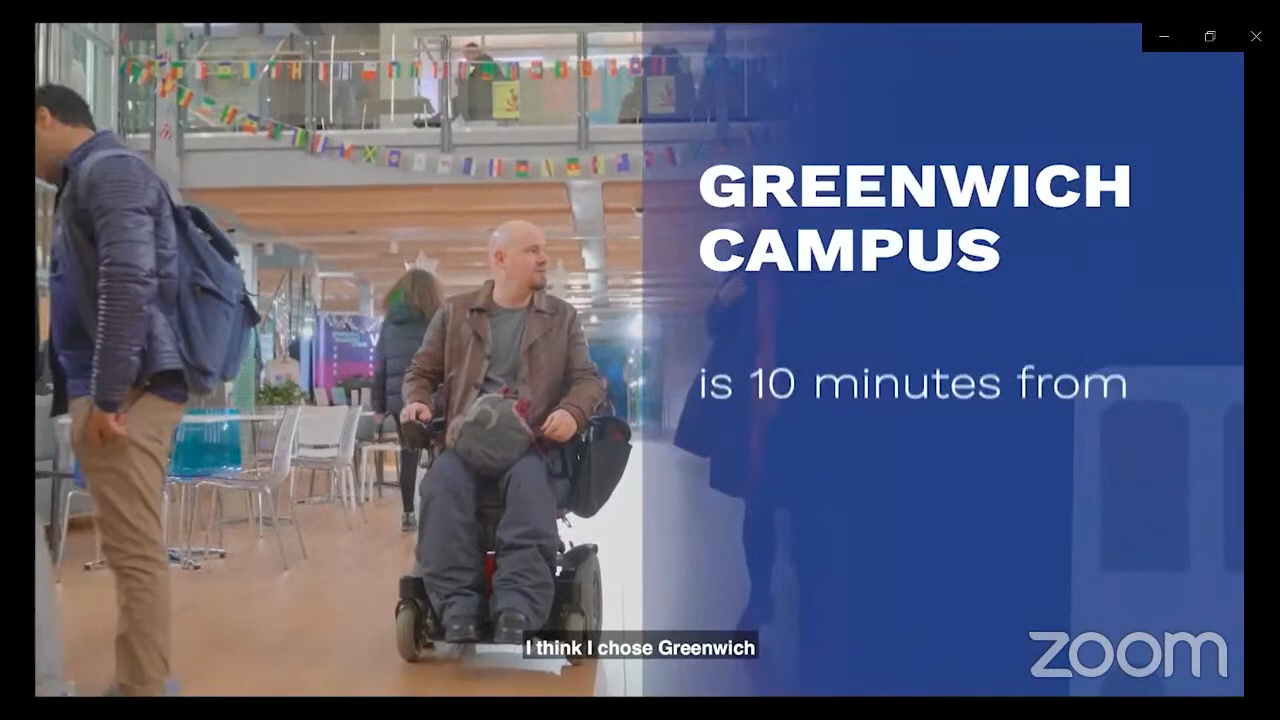 GREENWICH
CAMPUS
is 10 minutes from
I think I chose Greenwich
zoom